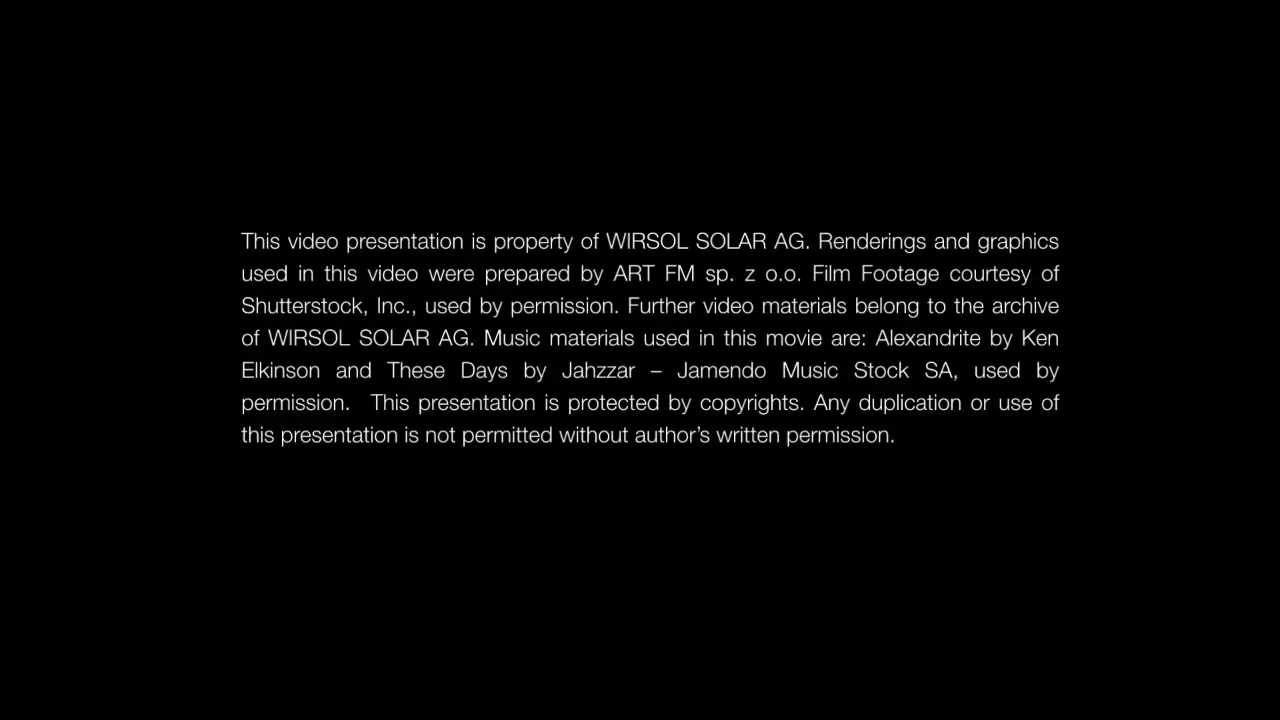 This video presentation is property of WIRSOL SOLAR AG. Renderings and graphics
used in this video were prepared by ART FM sp. z o.o. Film Footage courtesy of
Shutterstock, Inc., used by permission. Further video materials belong to the archive
of WIRSOL SOLAR AG. Music materials used in this movie are: Alexandrite by Ken
Elkinson and These Days by Jahzzar – Jamendo Music Stock SA, used by
permission.   This presentation is protected by copyrights. Any duplication or use of
this presentation is not permitted without author’s written permission.